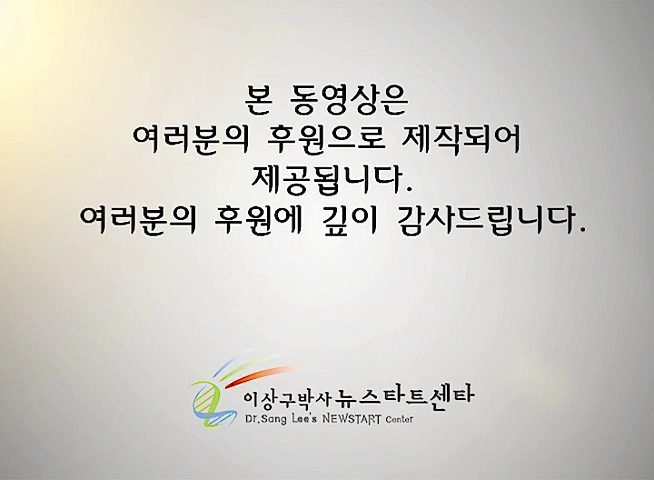 본 동영상은
여러분의 후원으로 제작되어
제공됩니다.
여러분의 후원에 깊이 감사드립니다.
이상구박사 뉴스타트센타
Dr.Sang Lee's NEWSTART Center